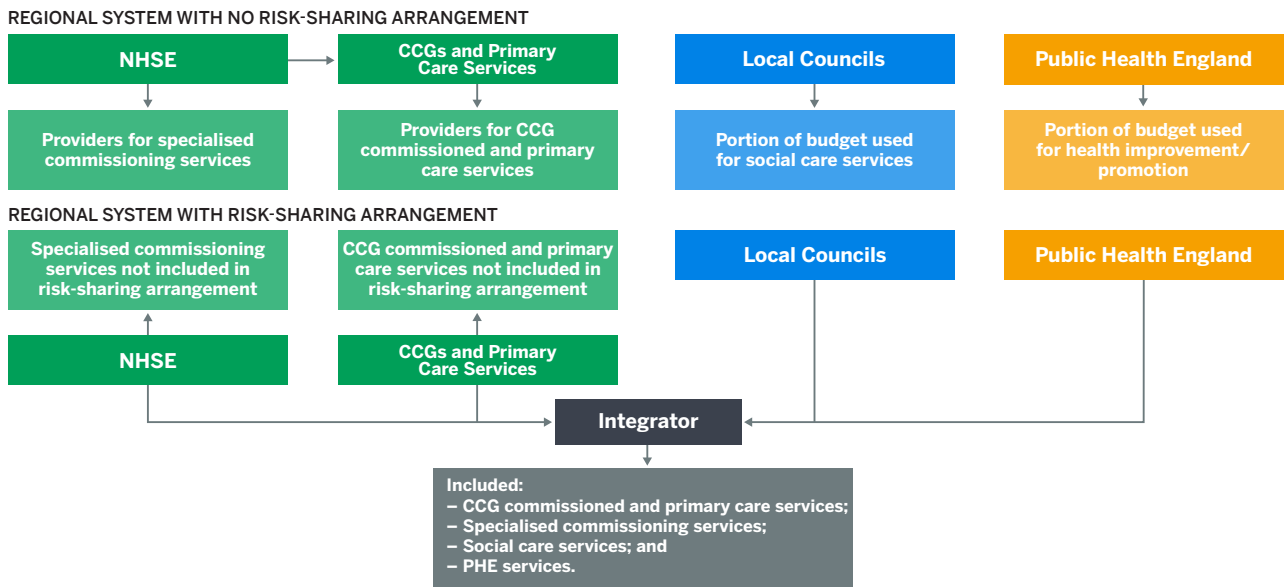 REGIONAL SYSTEM WITH NO RISK-SHARING ARRANGEMENT
NHSE
CCGs and Primary
Care Services
Local Councils
Public Health England
Providers for specialised
commissioning services
Providers for CCG
commissioned and primary
care services
Portion of budget used
for social care services
Portion of budget used
for health improvement/
promotion
REGIONAL SYSTEM WITH RISK-SHARING ARRANGEMENT
Specialised commissioning
services not included in
risk-sharing arrangement
CCG commissioned and primary
care services not included in
risk-sharing arrangement
Local Councils
Public Health England
NHSE
CCGs and Primary
Care Services
Integrator
Included:
– CCG commissioned and primary care services;
– Specialised commissioning services;
– Social care services; and
– PHE services.